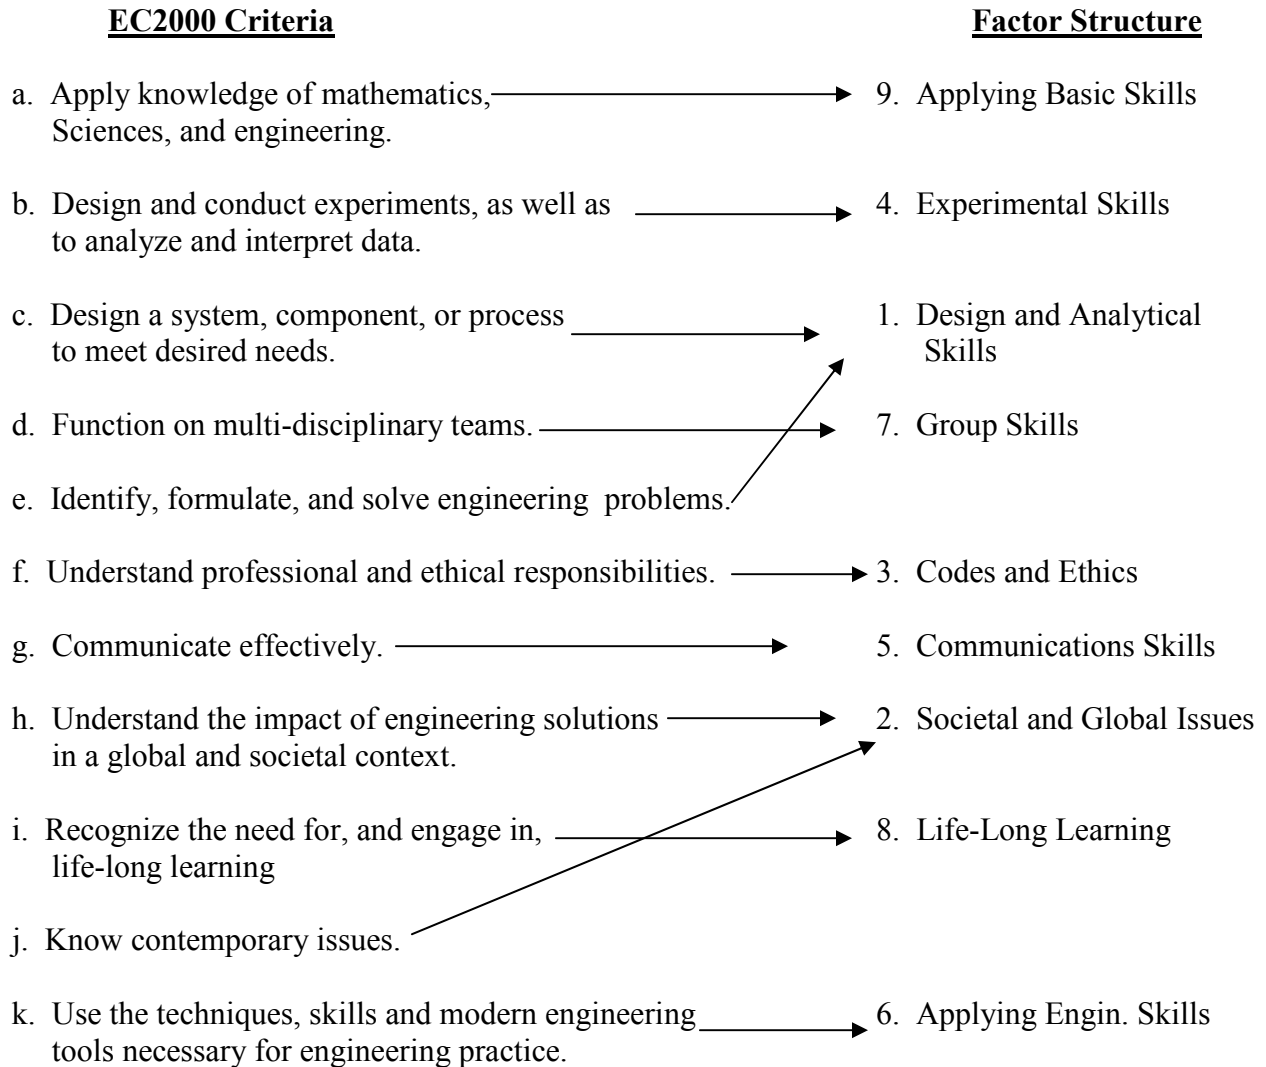 EC2000 Criteria Factor Structure
a. Apply knowledge of mathematics, 9. Applying Basic Skills
Sciences, and engineering.
b. Design and conduct experiments, as well as 4. Experimental Skills
to analyze and interpret data.
c. Design a system, component, or process 1. Design and Analytical
to meet desired needs. Skills
d. Function on multi-disciplinary teams. 7. Group Skills
e. Identify, formulate, and solve engineering problems.
f. Understand professional and ethical responsibilities. 3. Codes and Ethics
g. Communicate effectively. 5. Communications Skills
h. Understand the impact of engineering solutions 2. Societal and Global Issues
in a global and societal context.
i. Recognize the need for, and engage in, 8. Life-Long Learning
life-long learning
j. Know contemporary issues.
k. Use the techniques, skills and modern engineering 6. Applying Engin. Skills
tools necessary for engineering practice.